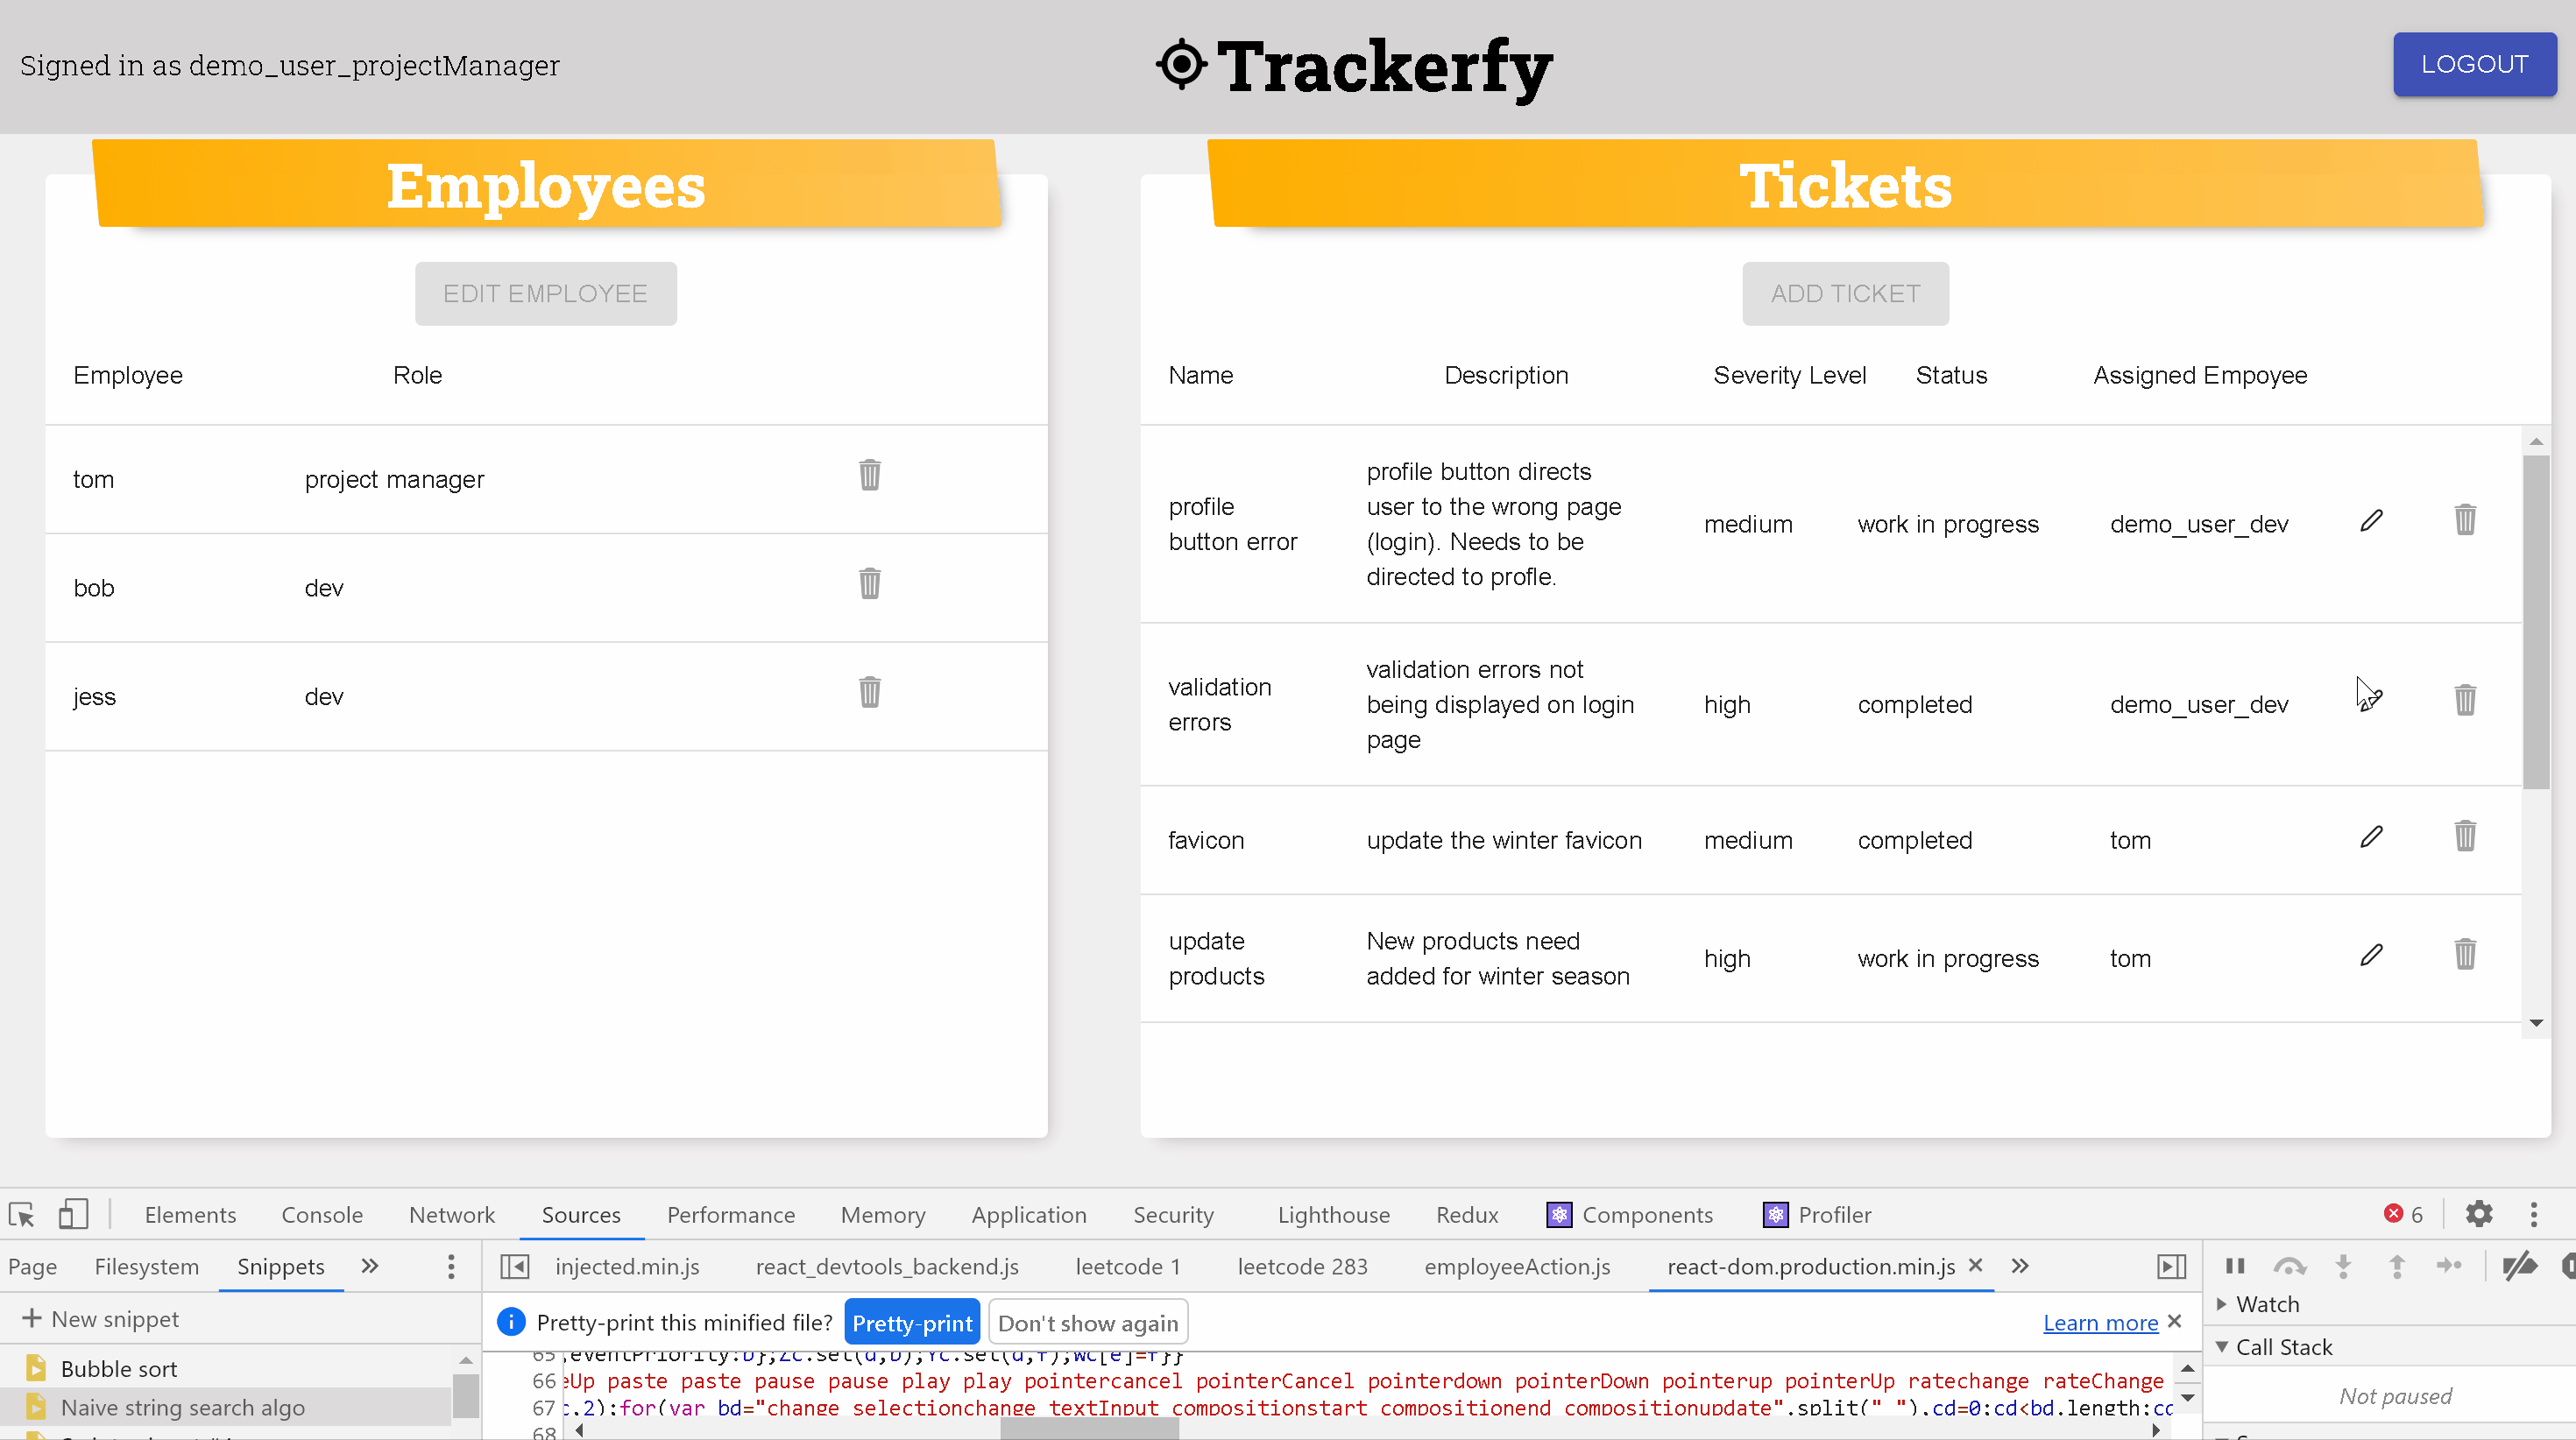 Signed in as demo_user_projectManager
Trackerfy
LOGOUT
Employees
EDIT EMPLOYEE
Employee Role
tom project manager
bob dev
jess dev
Tickets
ADD TICKET
Name Description Severity Level Status Assigned Empoyee
profile button error
profile button directs
user to the wrong page
(login). Needs to be
directed to profle.
medium work in progress demo_user_dev
validation errors
validation errors not
being displayed on login
page
high completed demo_user_dev
favicon update the winter favicon medium completed tom
update products
New products need
added for winter season
high work in progress tom
Elements Console Network Sources Performance Memory Application Security Lighthouse Redux Components Profiler 6
Page Filesystem Snippets
injected.min.js react_devtools_backend.js leetcode 1 leetcode 283 employeeAction.js react-dom.production.min.js
New snippet
Pretty-print this minified file? Pretty-print Don't show again Learn more
Watch
Call Stack
Not paused
Bubble sort
Naive string search algo
65 ,eventPriority:b};Zc.set(d,b);Yc.set(d,f);Wc[e]=f}}
66 eUp paste paste pause pause play play pointercancel pointerCancel pointerdown pointerDown pointerup pointerUp ratechange rateChange
67 c,2);for(var bd="change selectionchange textInput compositionstart compositionend compositionupdate".split(" "),cd=0;cd<bd.length;cd
68